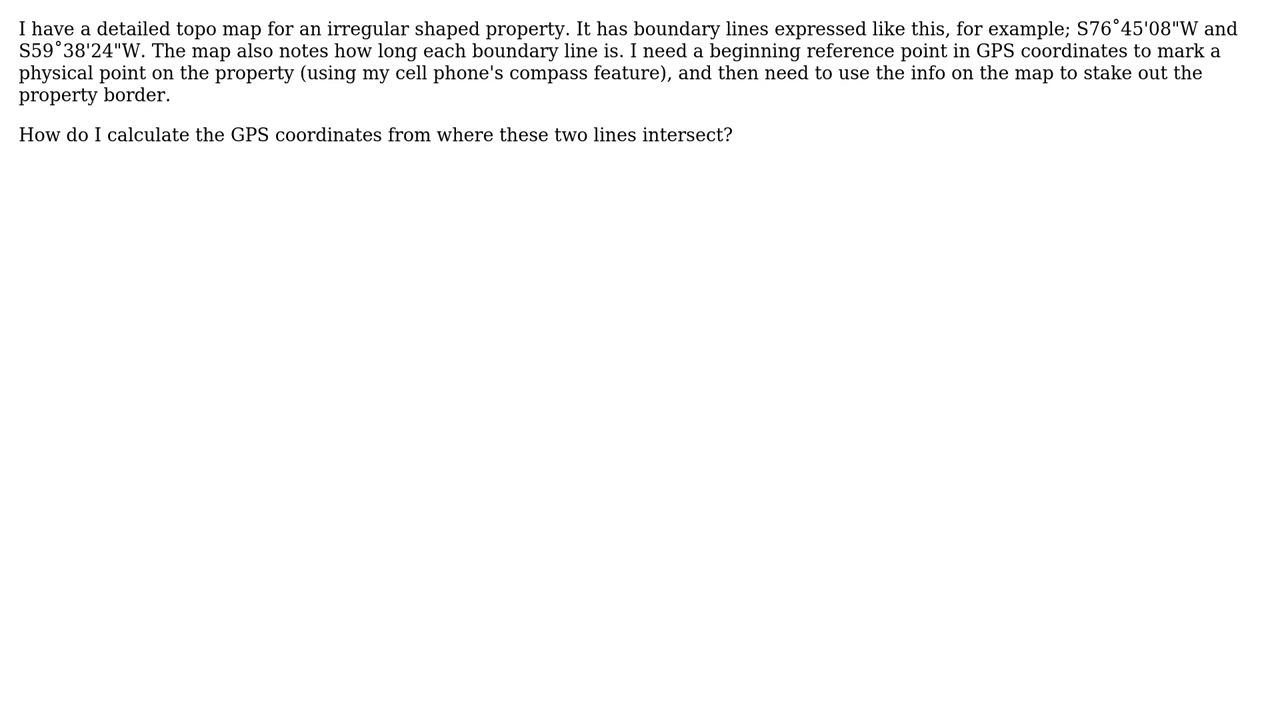 I have a detailed topo map for an irregular shaped property. It has boundary lines expressed like this, for example; S76˚45'08"W and
S59˚38'24"W. The map also notes how long each boundary line is. I need a beginning reference point in GPS coordinates to mark a
physical point on the property (using my cell phone's compass feature), and then need to use the info on the map to stake out the
property border.
How do I calculate the GPS coordinates from where these two lines intersect?